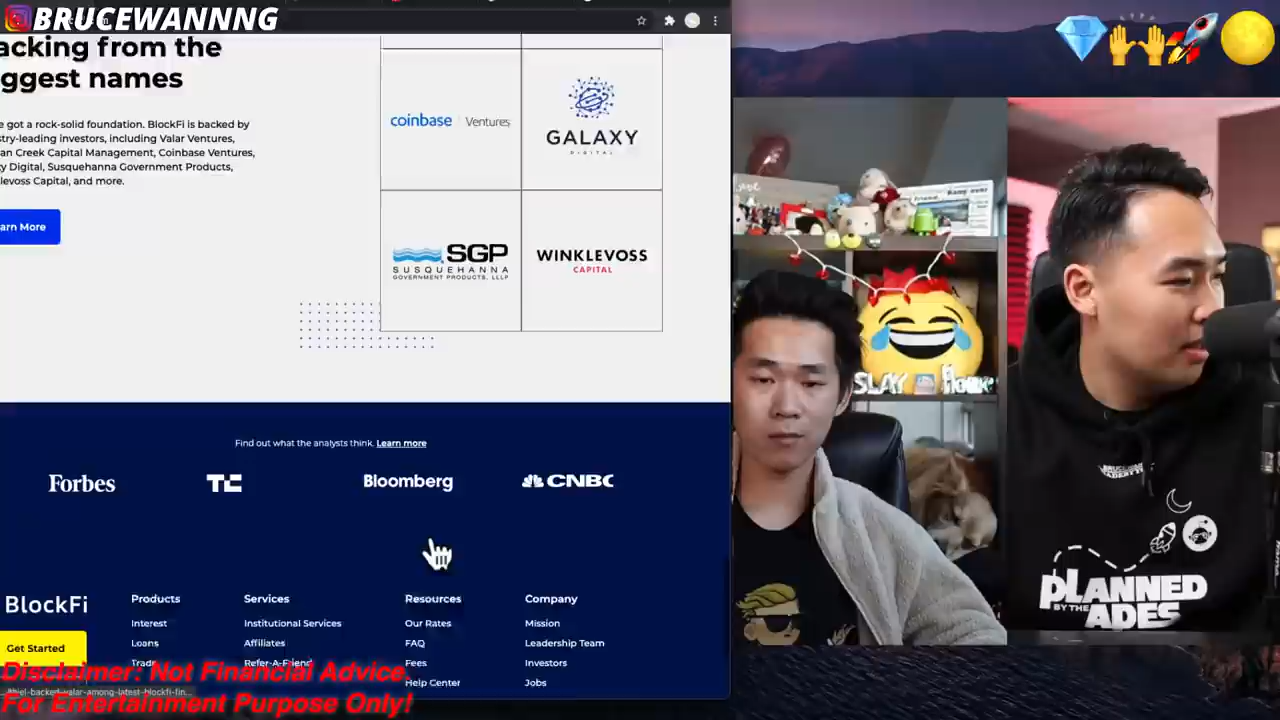 BRUCEWANNNG
acking from the
ggest names
e got a rock-solid foundation. BlockFi is backed by
stry-leading investors, including Valar Ventures,
an Creek Capital Management, Coinbase Ventures,
y Digital, Susquehanna Government Products,
levoss Capital, and more.
arn More
coinbase Ventures
GALAXY
DIGITAL
SGP
SUSQUEHANNA
GOVERNMENT PRODUCTS, LLLP
WINKLEVOSS
CAPITAL
Find out what the analysts think. Learn more
Forbes
TC
Bloomberg
CNBC
BlockFi
Get Started
Products
Interest
Loans
Services
Institutional Services
Affiliates
Refer-A-Friend
Resources
Our Rates
FAQ
Fees
Help Center
Company
Mission
Leadership Team
Investors
Jobs
Disclaimer: Not Financial Advice.
For Entertainment Purpose Only!
SLAY
PLANNED
BY THE
APES